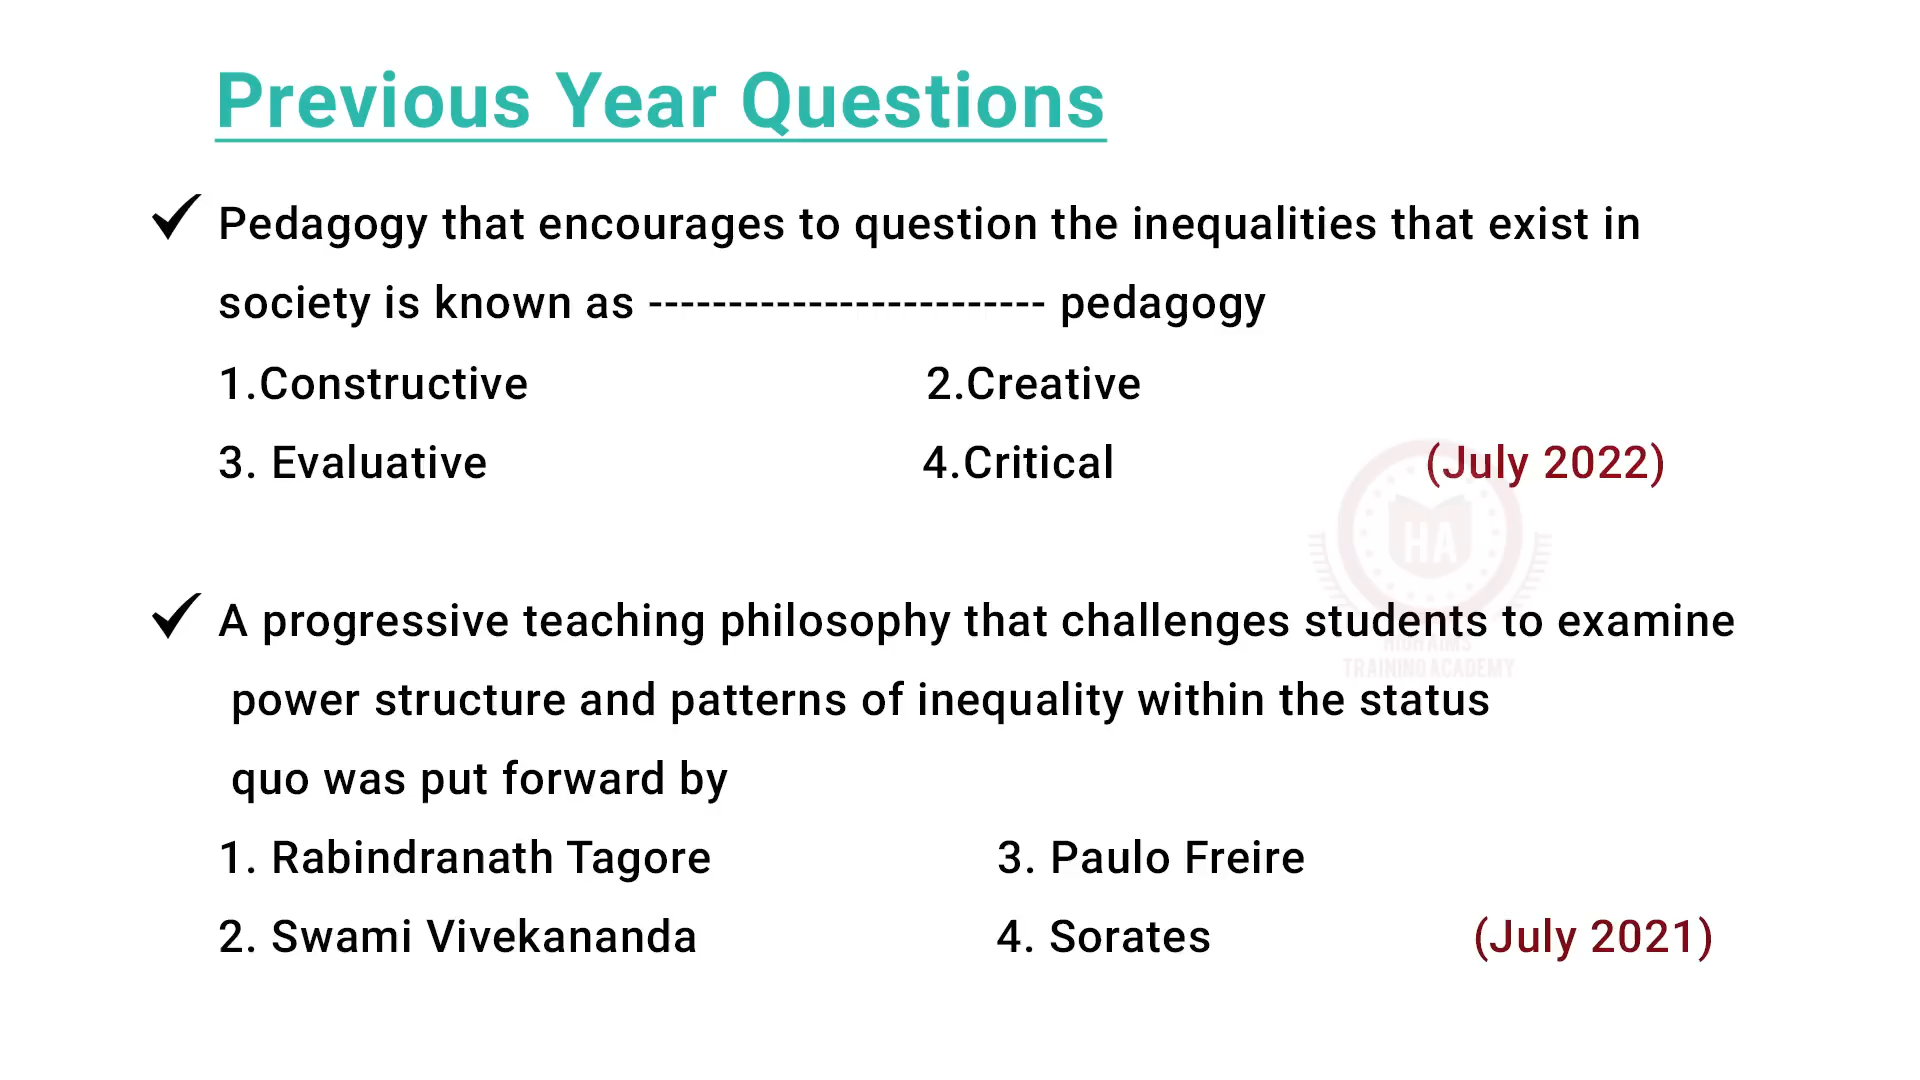 Previous Year Questions
Pedagogy that encourages to question the inequalities that exist in
society is known as ------------------------- pedagogy
1.Constructive 2.Creative
3. Evaluative 4.Critical (July 2022)
HA
A progressive teaching philosophy that challenges students to examine
TRAINING ACADEMY
power structure and patterns of inequality within the status
quo was put forward by
1. Rabindranath Tagore 3. Paulo Freire
2. Swami Vivekananda 4. Sorates (July 2021)